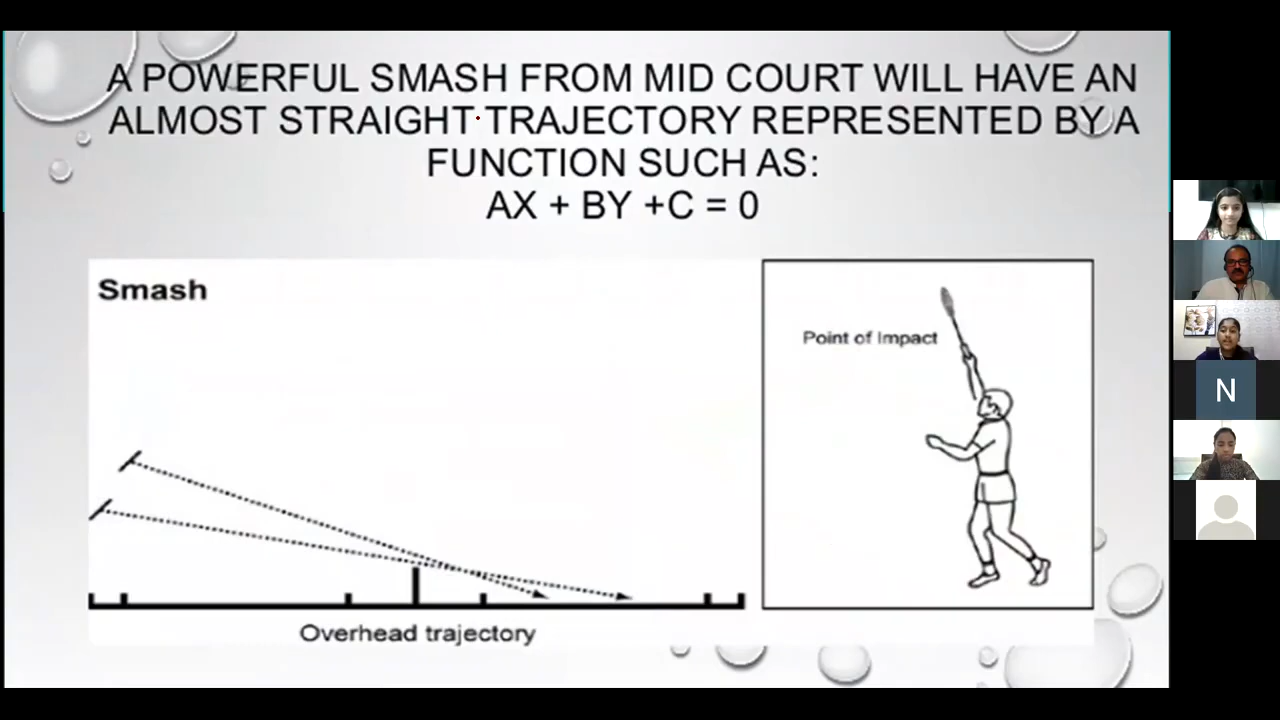 A POWERFUL SMASH FROM MID COURT WILL HAVE AN
ALMOST STRAIGHT TRAJECTORY REPRESENTED BY A
FUNCTION SUCH AS:
AX + BY +C = 0
Smash
Point of Impact
Overhead trajectory
N